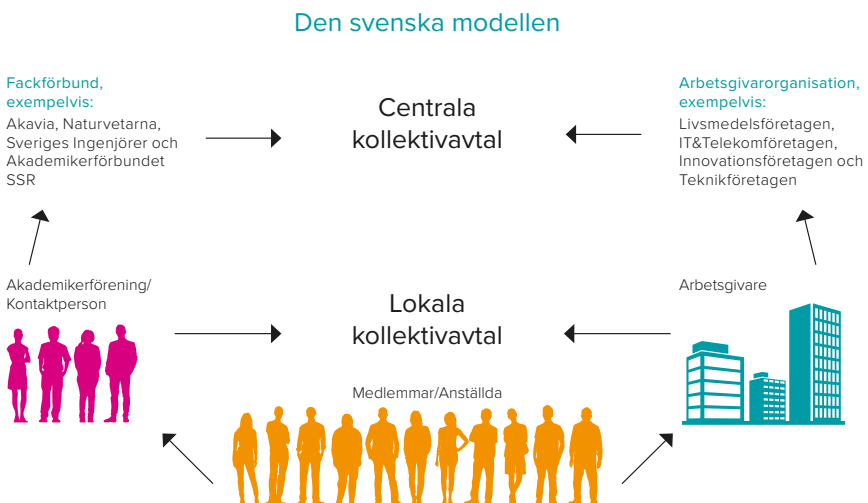 Den svenska modellen
Fackförbund,
exempelvis:
Akavia, Naturvetarna,
Sveriges Ingenjörer och
Akademikerförbundet
SSR
Centrala
kollektivavtal
Arbetsgivarorganisation,
exempelvis:
Livsmedelsföretagen,
IT&Telekomföretagen,
Innovationsföretagen och
Teknikföretagen
Akademikerförening/
Kontaktperson
Lokala
kollektivavtal
Arbetsgivare
Medlemmar/Anställda